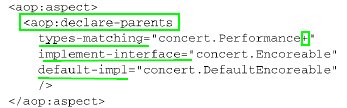 <aop:aspect>
<aop:declare-parents
types-matching="concert.Performance+"
implement-interface="concert.Encoreable"
default-impl="concert.DefaultEncoreable"
/>
</aop:aspect>